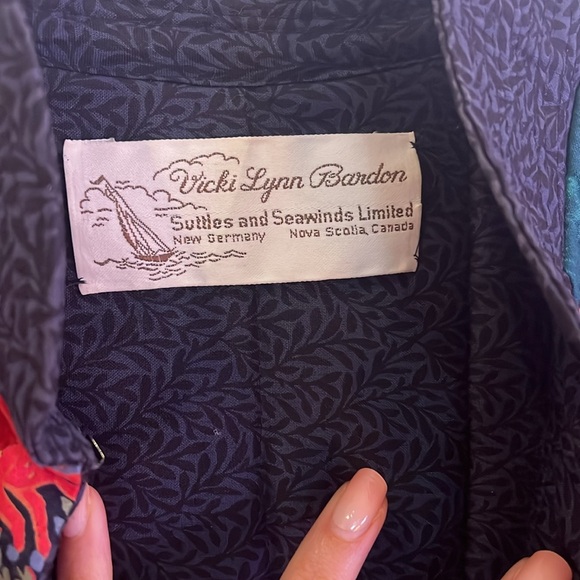 Vicki Lynn Bardon
Suttles and Seawinds Limited
New Germany Nova Scotia, Canada